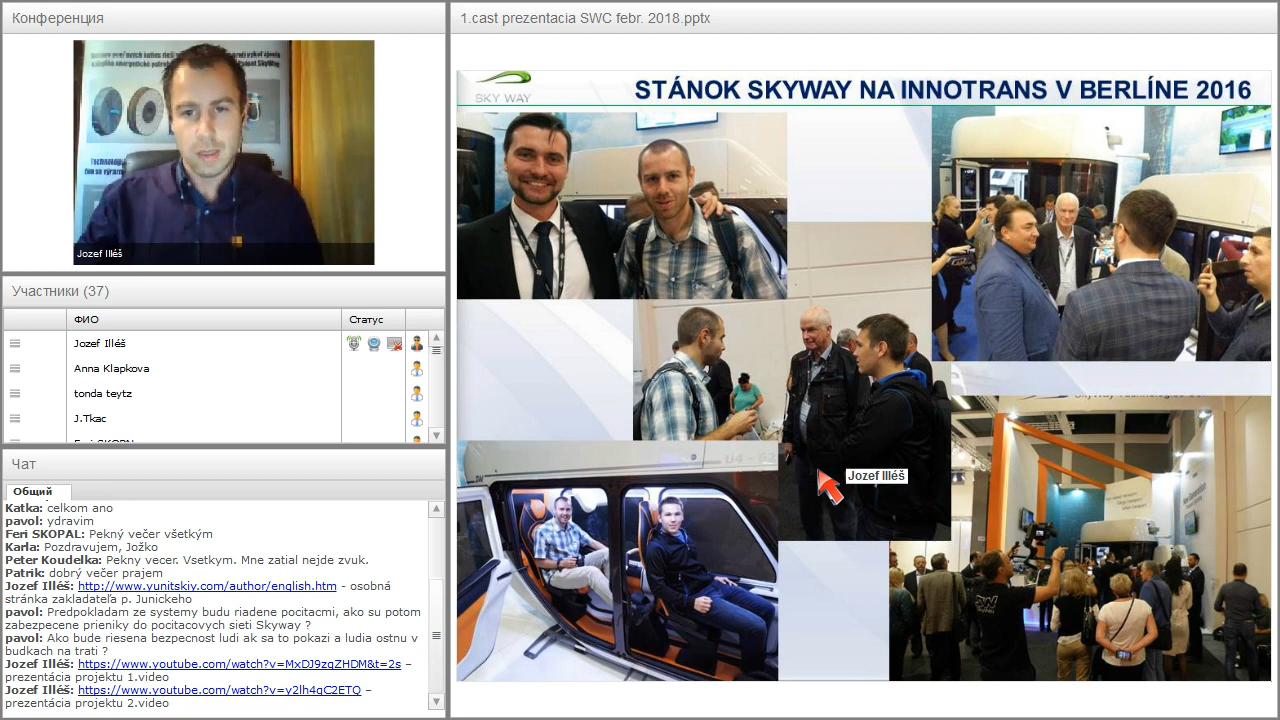 Конференция
Jozef Illéš
Участники (37)
ФИО
Статус
Jozef Illéš
Anna Klapkova
tonda teytz
J.Tkac
Feri SKOPAL
Чат
Общий
Katka: celkom ano
pavol: ydravim
Feri SKOPAL: Pekný večer všetkým
Karla: Pozdravujem, Jožko
Peter Koudelka: Pekny vecer. Vsetkym. Mne zatial nejde zvuk.
Patrik: dobrý večer prajem
Jozef Illéš: http://www.yunitskiy.com/author/english.htm - osobná
stránka zakladateľa p. Junického
pavol: Predpokladam ze systemy budu riadene pocitacmi, ako su potom
zabezpecene prieniky do pocitacovych sieti Skyway ?
pavol: Ako bude riesena bezpecnost ludi ak sa to pokazi a ludia ostnu v
budkach na trati ?
Jozef Illéš: https://www.youtube.com/watch?v=MxDJ9zqZHDM&t=2s –
prezentácia projektu 1.video
Jozef Illéš: https://www.youtube.com/watch?v=y2lh4qC2ETQ –
prezentácia projektu 2.video
1.cast prezentacia SWC febr. 2018.pptx
SKY WAY
STÁNOK SKYWAY NA INNOTRANS V BERLÍNE 2016
U4 - 62
Jozef Illéš